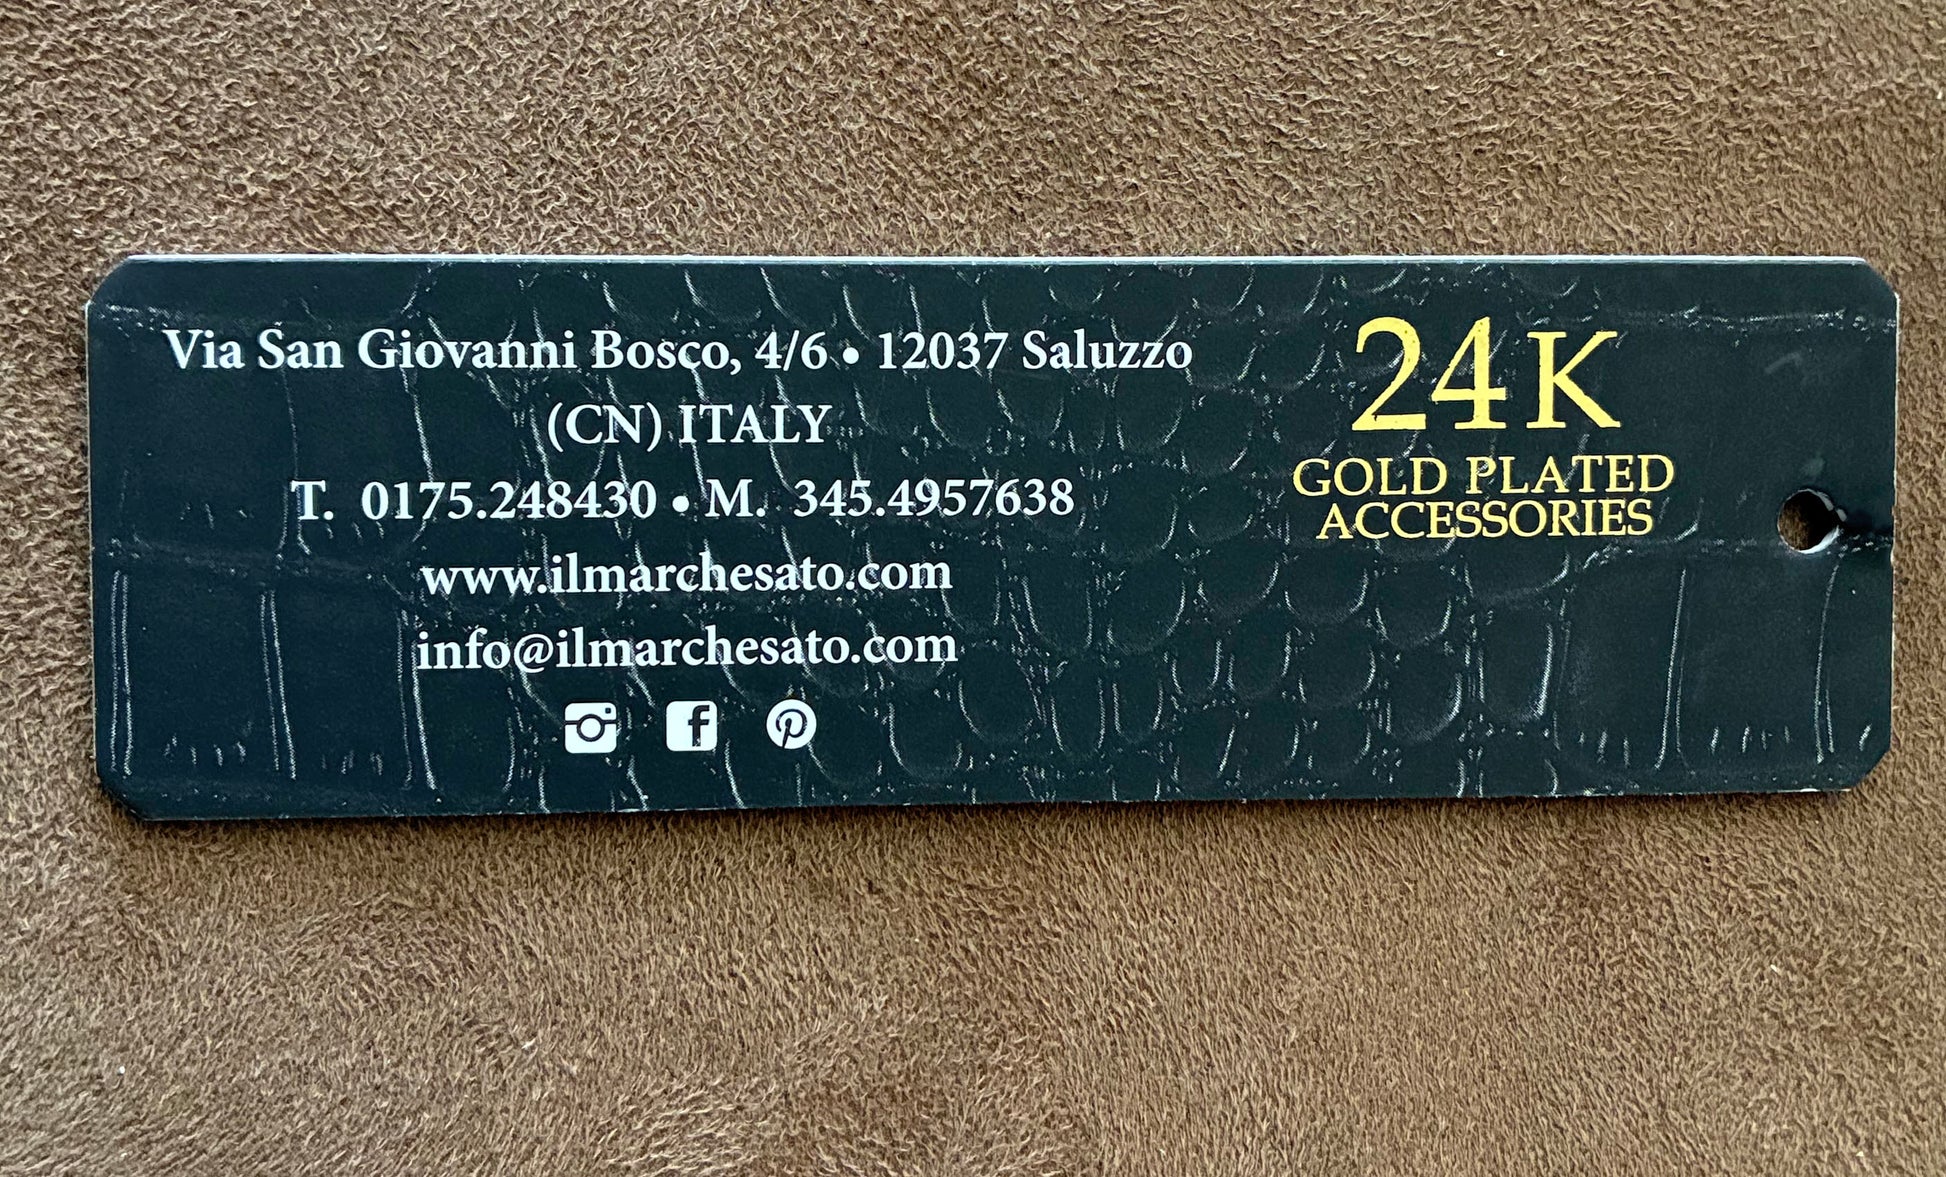 Via San Giovanni Bosco, 4/6 • 12037 Saluzzo
(CN) ITALY
T. 0175.248430 • M. 345.4957638
www.ilmarchesato.com
info@ilmarchesato.com
24K
GOLD PLATED
ACCESSORIES